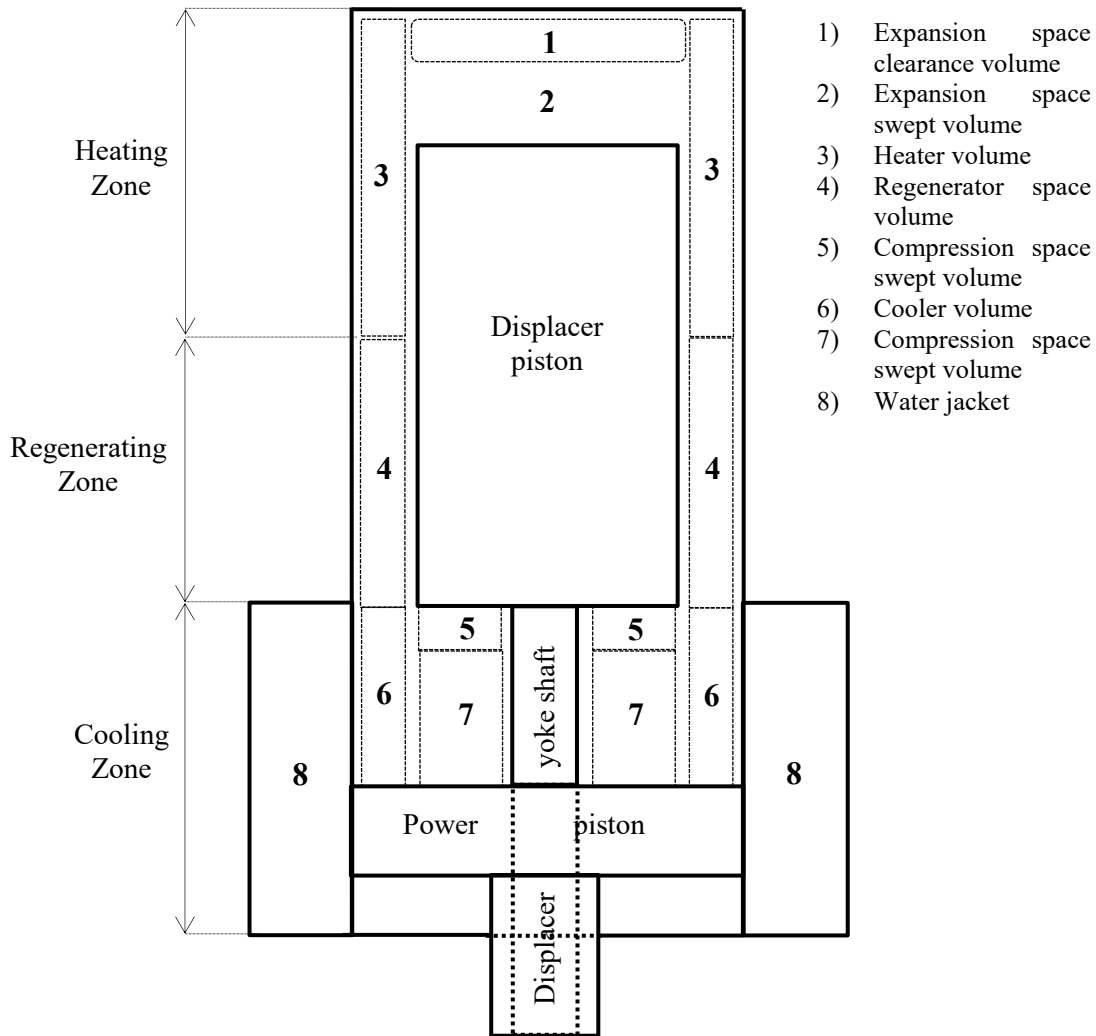 1
2
3
3
Heating
Zone
Displacer
piston
4
4
Regenerating
Zone
5
5
6
6
7
7
yoke shaft
Cooling
Zone
8
8
Power piston
Displacer
1) Expansion space
clearance volume
2) Expansion space
swept volume
3) Heater volume
4) Regenerator space
volume
5) Compression space
swept volume
6) Cooler volume
7) Compression space
swept volume
8) Water jacket